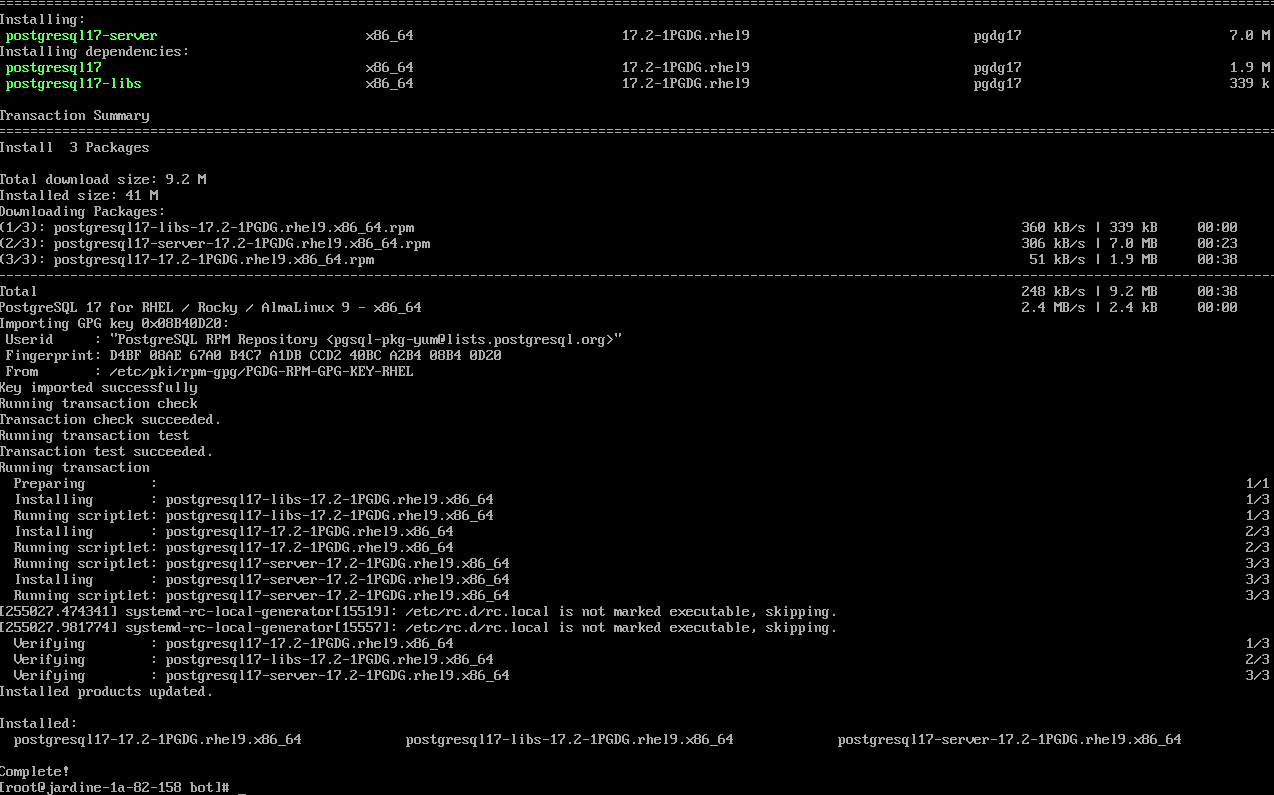 ================================================================================
Installing:
postgresql17-server x86_64 17.2-1PGDG.rhel9 pgdg17 7.0 M
Installing dependencies:
postgresql17 x86_64 17.2-1PGDG.rhel9 pgdg17 1.9 M
postgresql17-libs x86_64 17.2-1PGDG.rhel9 pgdg17 339 k
Transaction Summary
================================================================================
Install 3 Packages
Total download size: 9.2 M
Installed size: 41 M
Downloading Packages:
(1/3): postgresql17-libs-17.2-1PGDG.rhel9.x86_64.rpm 360 kB/s | 339 kB 00:00
(2/3): postgresql17-server-17.2-1PGDG.rhel9.x86_64.rpm 306 kB/s | 7.0 MB 00:23
(3/3): postgresql17-17.2-1PGDG.rhel9.x86_64.rpm 51 kB/s | 1.9 MB 00:38
--------------------------------------------------------------------------------
Total 248 kB/s | 9.2 MB 00:38
PostgreSQL 17 for RHEL / Rocky / AlmaLinux 9 - x86_64 2.4 MB/s | 2.4 kB 00:00
Importing GPG key 0x08B40D20:
Userid : "PostgreSQL RPM Repository <pgsql-pkg-yum@lists.postgresql.org>"
Fingerprint: D4BF 08AE 67A0 B4C7 A1DB CCD2 40BC A2B4 08B4 0D20
From : /etc/pki/rpm-gpg/PGDG-RPM-GPG-KEY-RHEL
Key imported successfully
Running transaction check
Transaction check succeeded.
Running transaction test
Transaction test succeeded.
Running transaction
Preparing : 1/1
Installing : postgresql17-libs-17.2-1PGDG.rhel9.x86_64 1/3
Running scriptlet: postgresql17-libs-17.2-1PGDG.rhel9.x86_64 1/3
Installing : postgresql17-17.2-1PGDG.rhel9.x86_64 2/3
Running scriptlet: postgresql17-17.2-1PGDG.rhel9.x86_64 2/3
Running scriptlet: postgresql17-server-17.2-1PGDG.rhel9.x86_64 3/3
Installing : postgresql17-server-17.2-1PGDG.rhel9.x86_64 3/3
Running scriptlet: postgresql17-server-17.2-1PGDG.rhel9.x86_64 3/3
[255027.474341] systemd-rc-local-generator[15519]: /etc/rc.d/rc.local is not marked executable, skipping.
[255027.981774] systemd-rc-local-generator[15557]: /etc/rc.d/rc.local is not marked executable, skipping.
Verifying : postgresql17-17.2-1PGDG.rhel9.x86_64 1/3
Verifying : postgresql17-libs-17.2-1PGDG.rhel9.x86_64 2/3
Verifying : postgresql17-server-17.2-1PGDG.rhel9.x86_64 3/3
Installed products updated.
Installed:
postgresql17-17.2-1PGDG.rhel9.x86_64 postgresql17-libs-17.2-1PGDG.rhel9.x86_64 postgresql17-server-17.2-1PGDG.rhel9.x86_64
Complete!
[root@jardine-1a-82-158 bot]# _